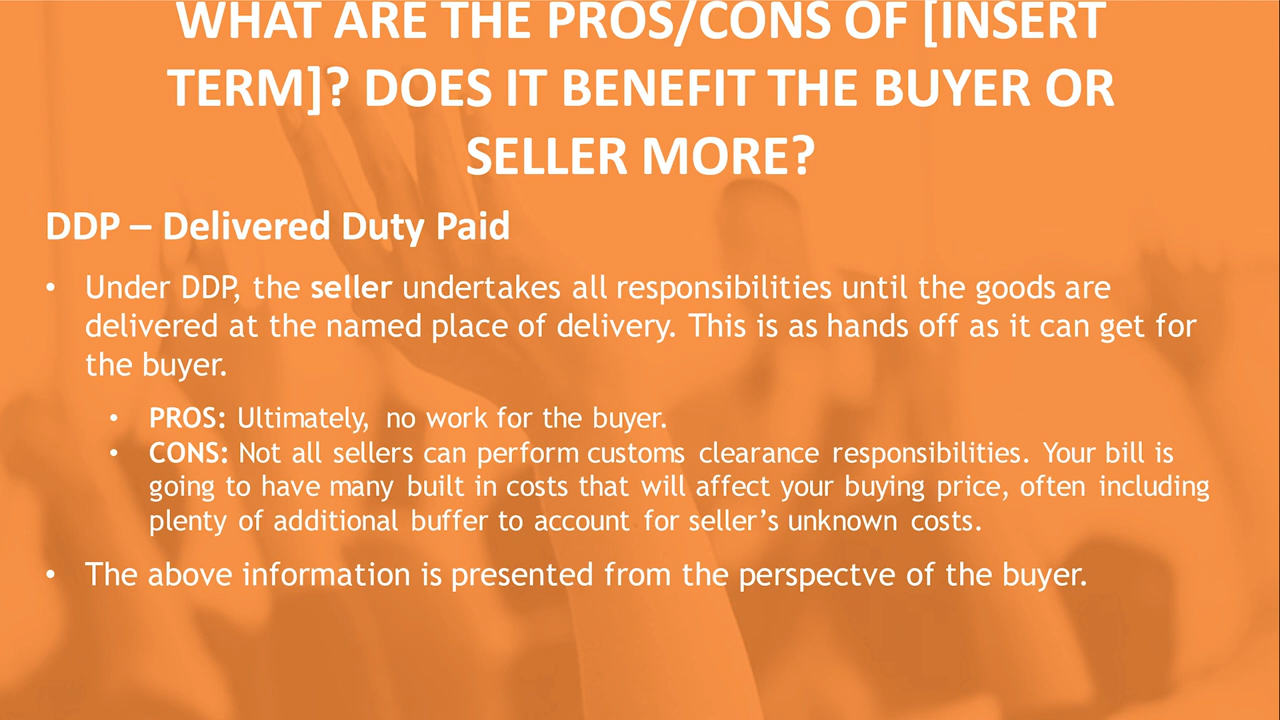 WHAT ARE THE PROS/CONS OF [INSERT
TERM]? DOES IT BENEFIT THE BUYER OR
SELLER MORE?
DDP – Delivered Duty Paid
• Under DDP, the seller undertakes all responsibilities until the goods are
delivered at the named place of delivery. This is as hands off as it can get for
the buyer.
• PROS: Ultimately, no work for the buyer.
• CONS: Not all sellers can perform customs clearance responsibilities. Your bill is
going to have many built in costs that will affect your buying price, often including
plenty of additional buffer to account for seller’s unknown costs.
• The above information is presented from the perspectve of the buyer.